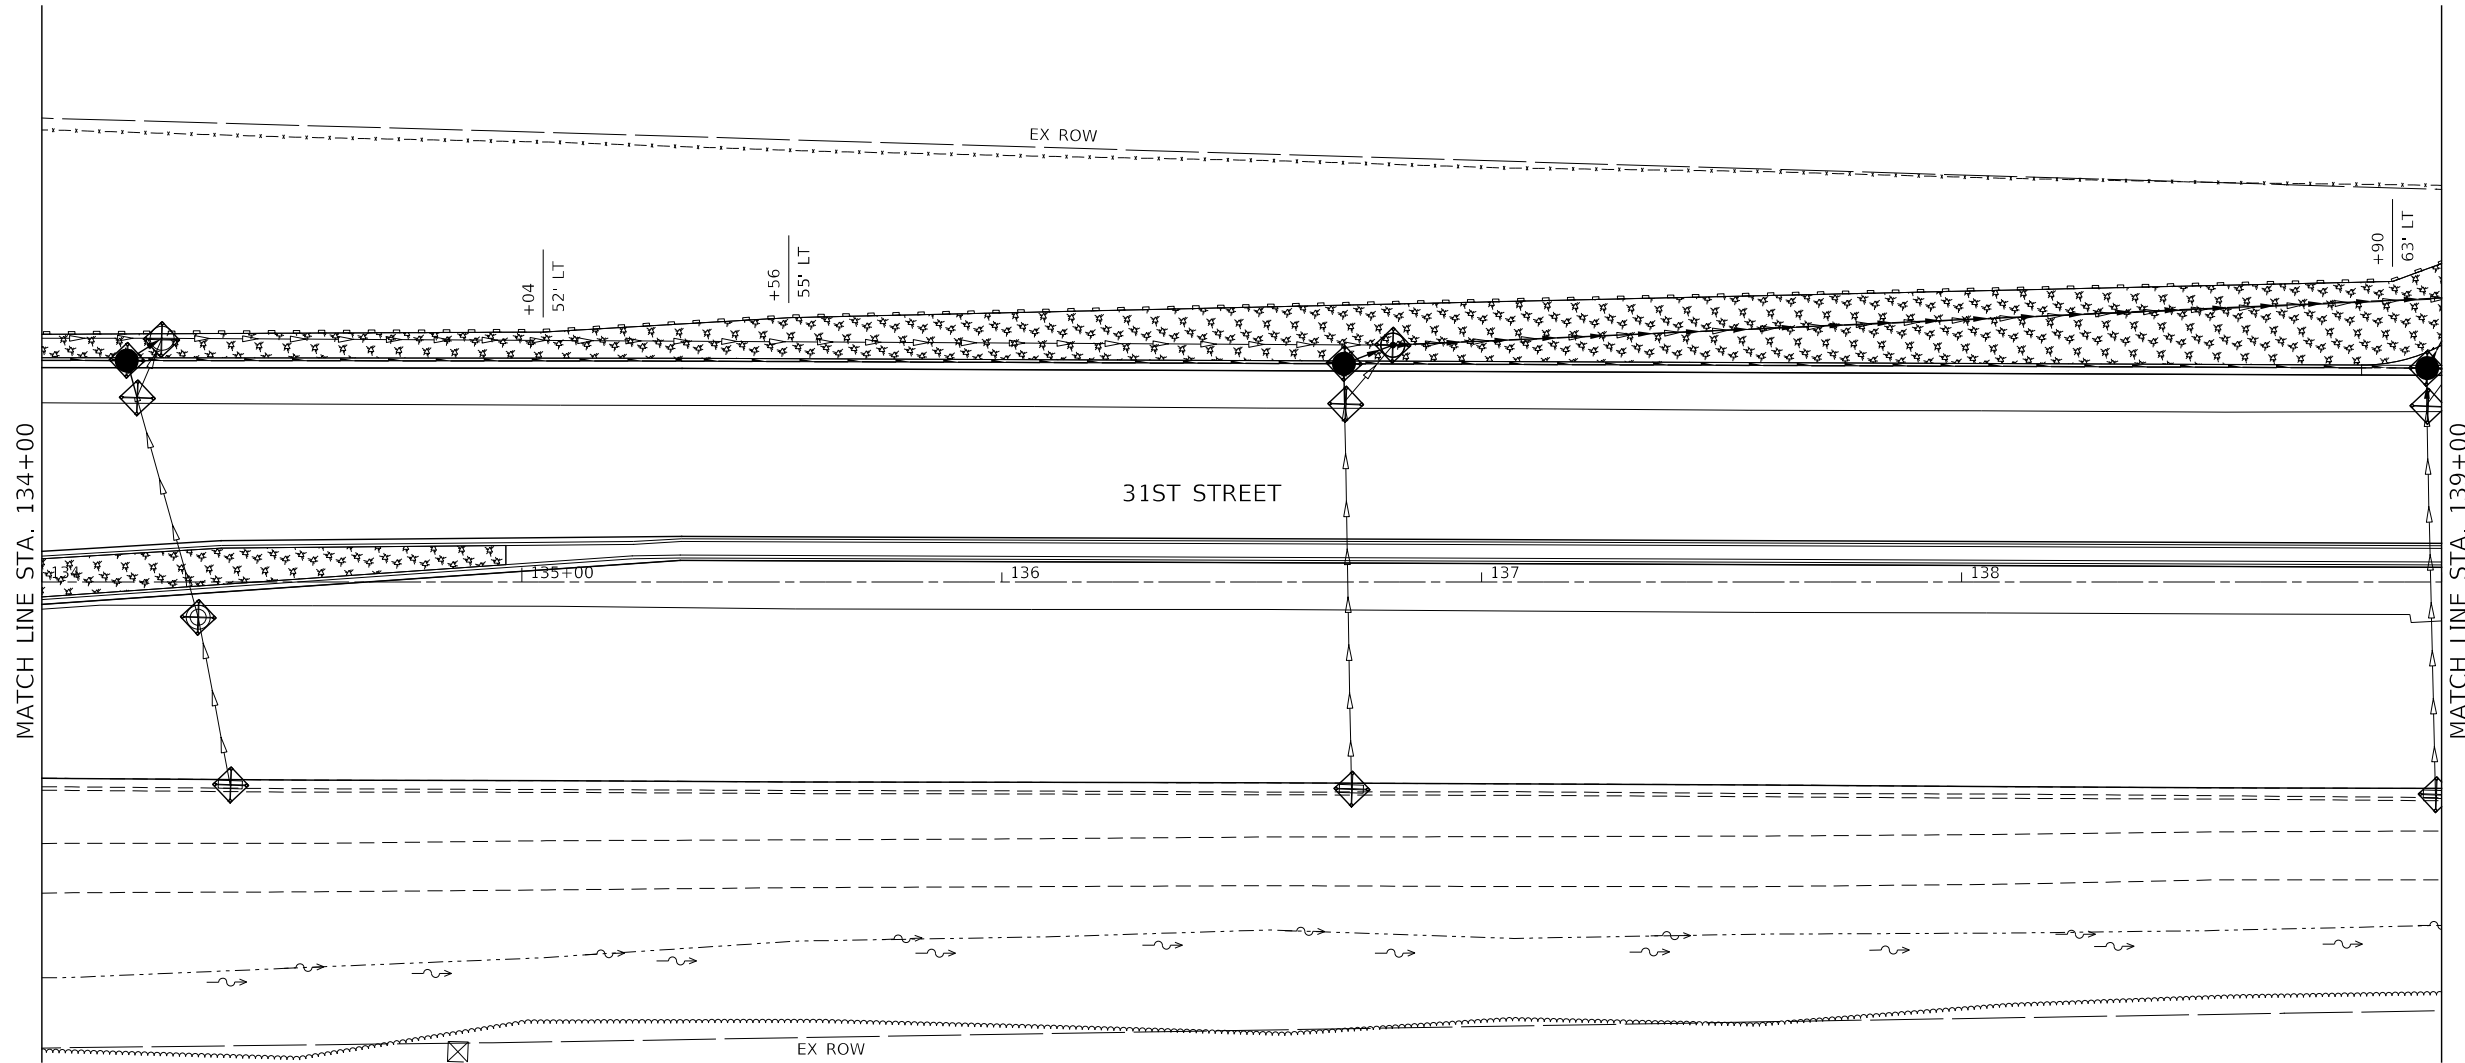 EX ROW
+90
63' LT
+56
55' LT
+04
52' LT
MATCH LINE STA. 134+00
MATCH LINE STA. 139+00
31ST STREET
134
135+00
136
137
138
EX ROW